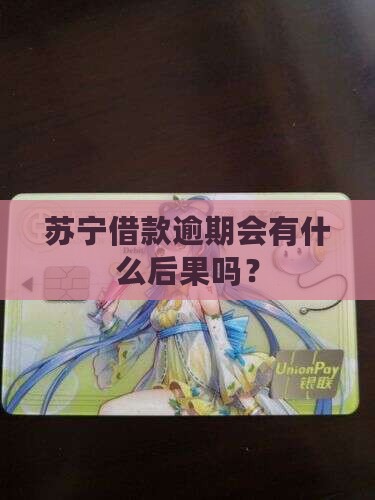 苏宁借款逾期会有什
么后果吗？
UnionPay
银联